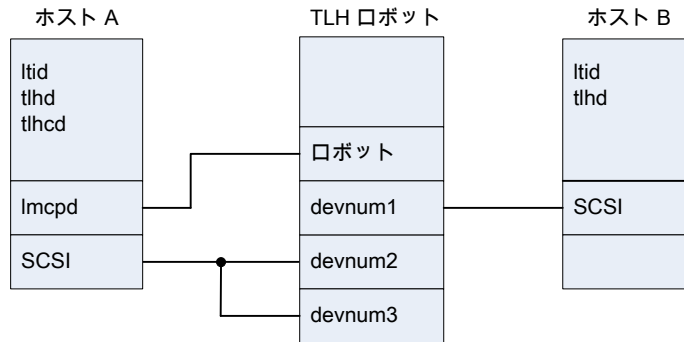 ホスト A
TLH ロボット
ホスト B
ltid
tlhd
tlhcd
lmcpd
SCSI
ロボット
devnum1
devnum2
devnum3
ltid
tlhd
SCSI